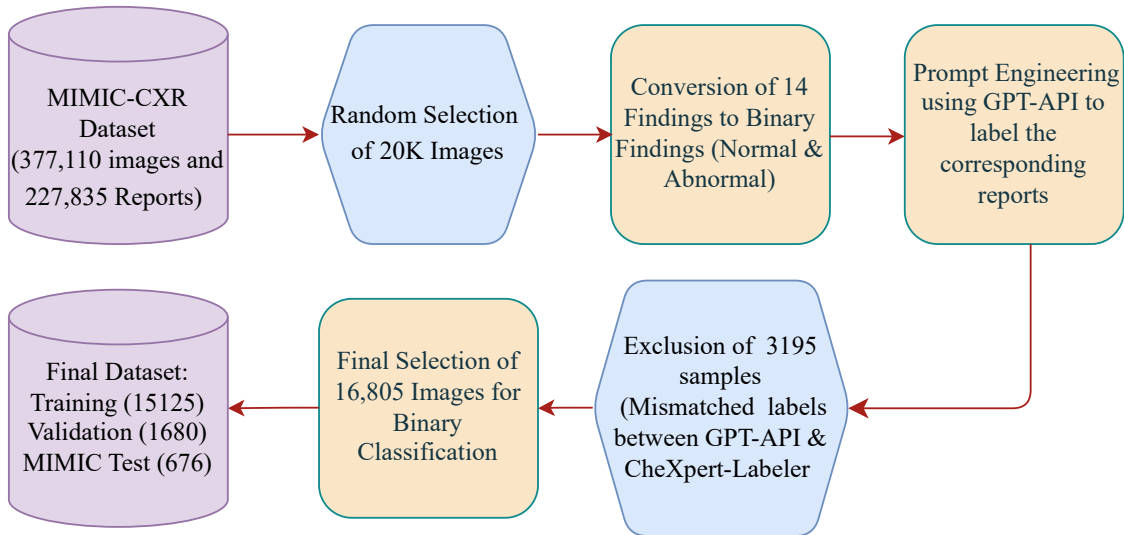 MIMIC-CXR
Dataset
(377,110 images and
227,835 Reports)
Random Selection
of 20K Images
Conversion of 14
Findings to Binary
Findings (Normal &
Abnormal)
Prompt Engineering
using GPT-API to
label the
corresponding
reports
Exclusion of 3195
samples
(Mismatched labels
between GPT-API &
CheXpert-Labeler
Final Selection of
16,805 Images for
Binary
Classification
Final Dataset:
Training (15125)
Validation (1680)
MIMIC Test (676)